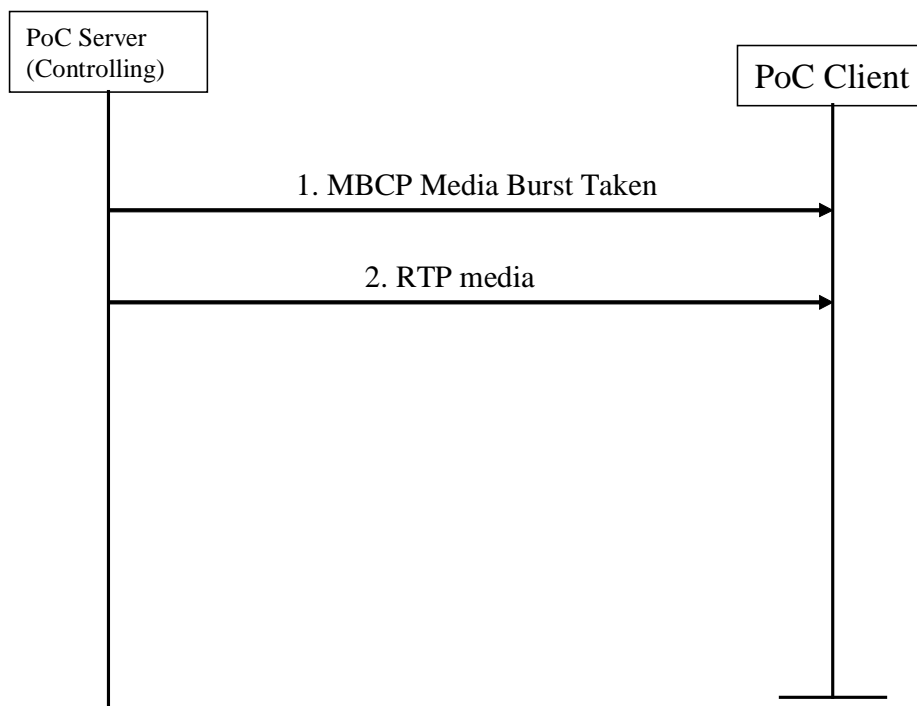 PoC Server
(Controlling)
PoC Client
1. MBCP Media Burst Taken
2. RTP media